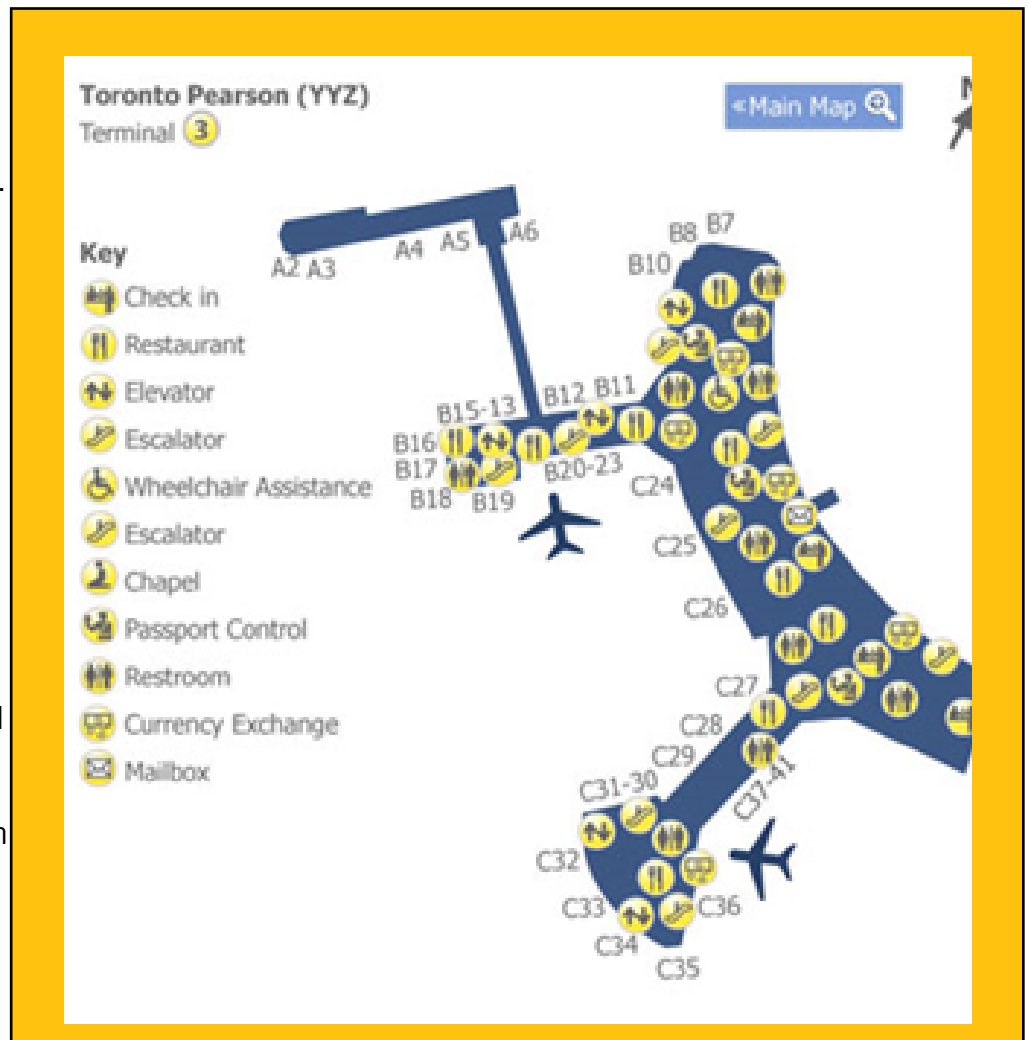 Toronto Pearson (YYZ)
Terminal 3
«Main Map
Key
Check in
Restaurant
Elevator
Escalator
Wheelchair Assistance
Escalator
Chapel
Passport Control
Restroom
Currency Exchange
Mailbox
A2 A3
A4
A5
A6
B8 B7
B10
B12 B11
B15-13
B16
B17
B18
B19
B20-23
C24
C25
C26
C27
C28
C29
C31-30
C37-41
C32
C33
C34
C35
C36